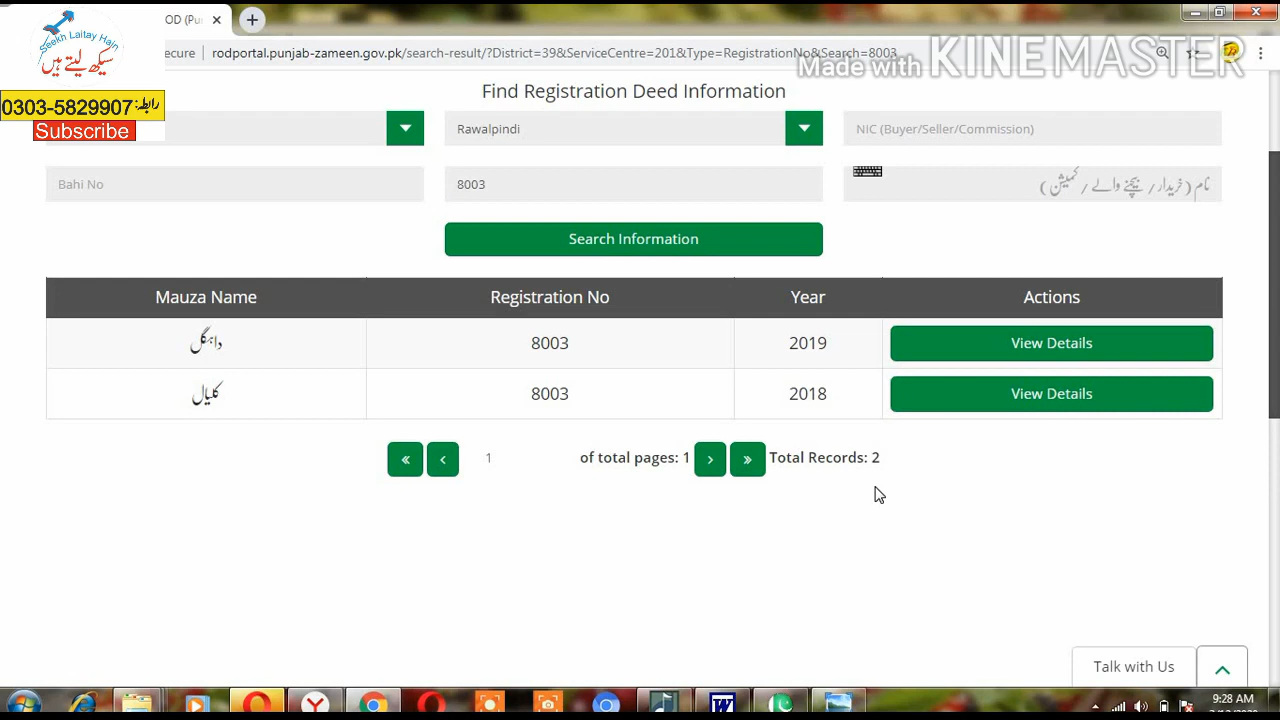 OD (Pu
Seekh Laitay Hain
سیکھ لیتے ہیں
ecure
rodportal.punjab-zameen.gov.pk/search-result/?District=39&ServiceCentre=201&Type=RegistrationNo&Search=8003
Made with KINEMASTER
رابطہ: 0303-5829907
Subscribe
Find Registration Deed Information
Rawalpindi
NIC (Buyer/Seller/Commission)
Bahi No
8003
نام (خریدار / بیچنے والے / کمیشن)
Search Information
Mauza Name Registration No Year Actions
داہگل 8003 2019 View Details
کلیال 8003 2018 View Details
« ‹ 1 of total pages: 1 › » Total Records: 2
Talk with Us
9:28 AM